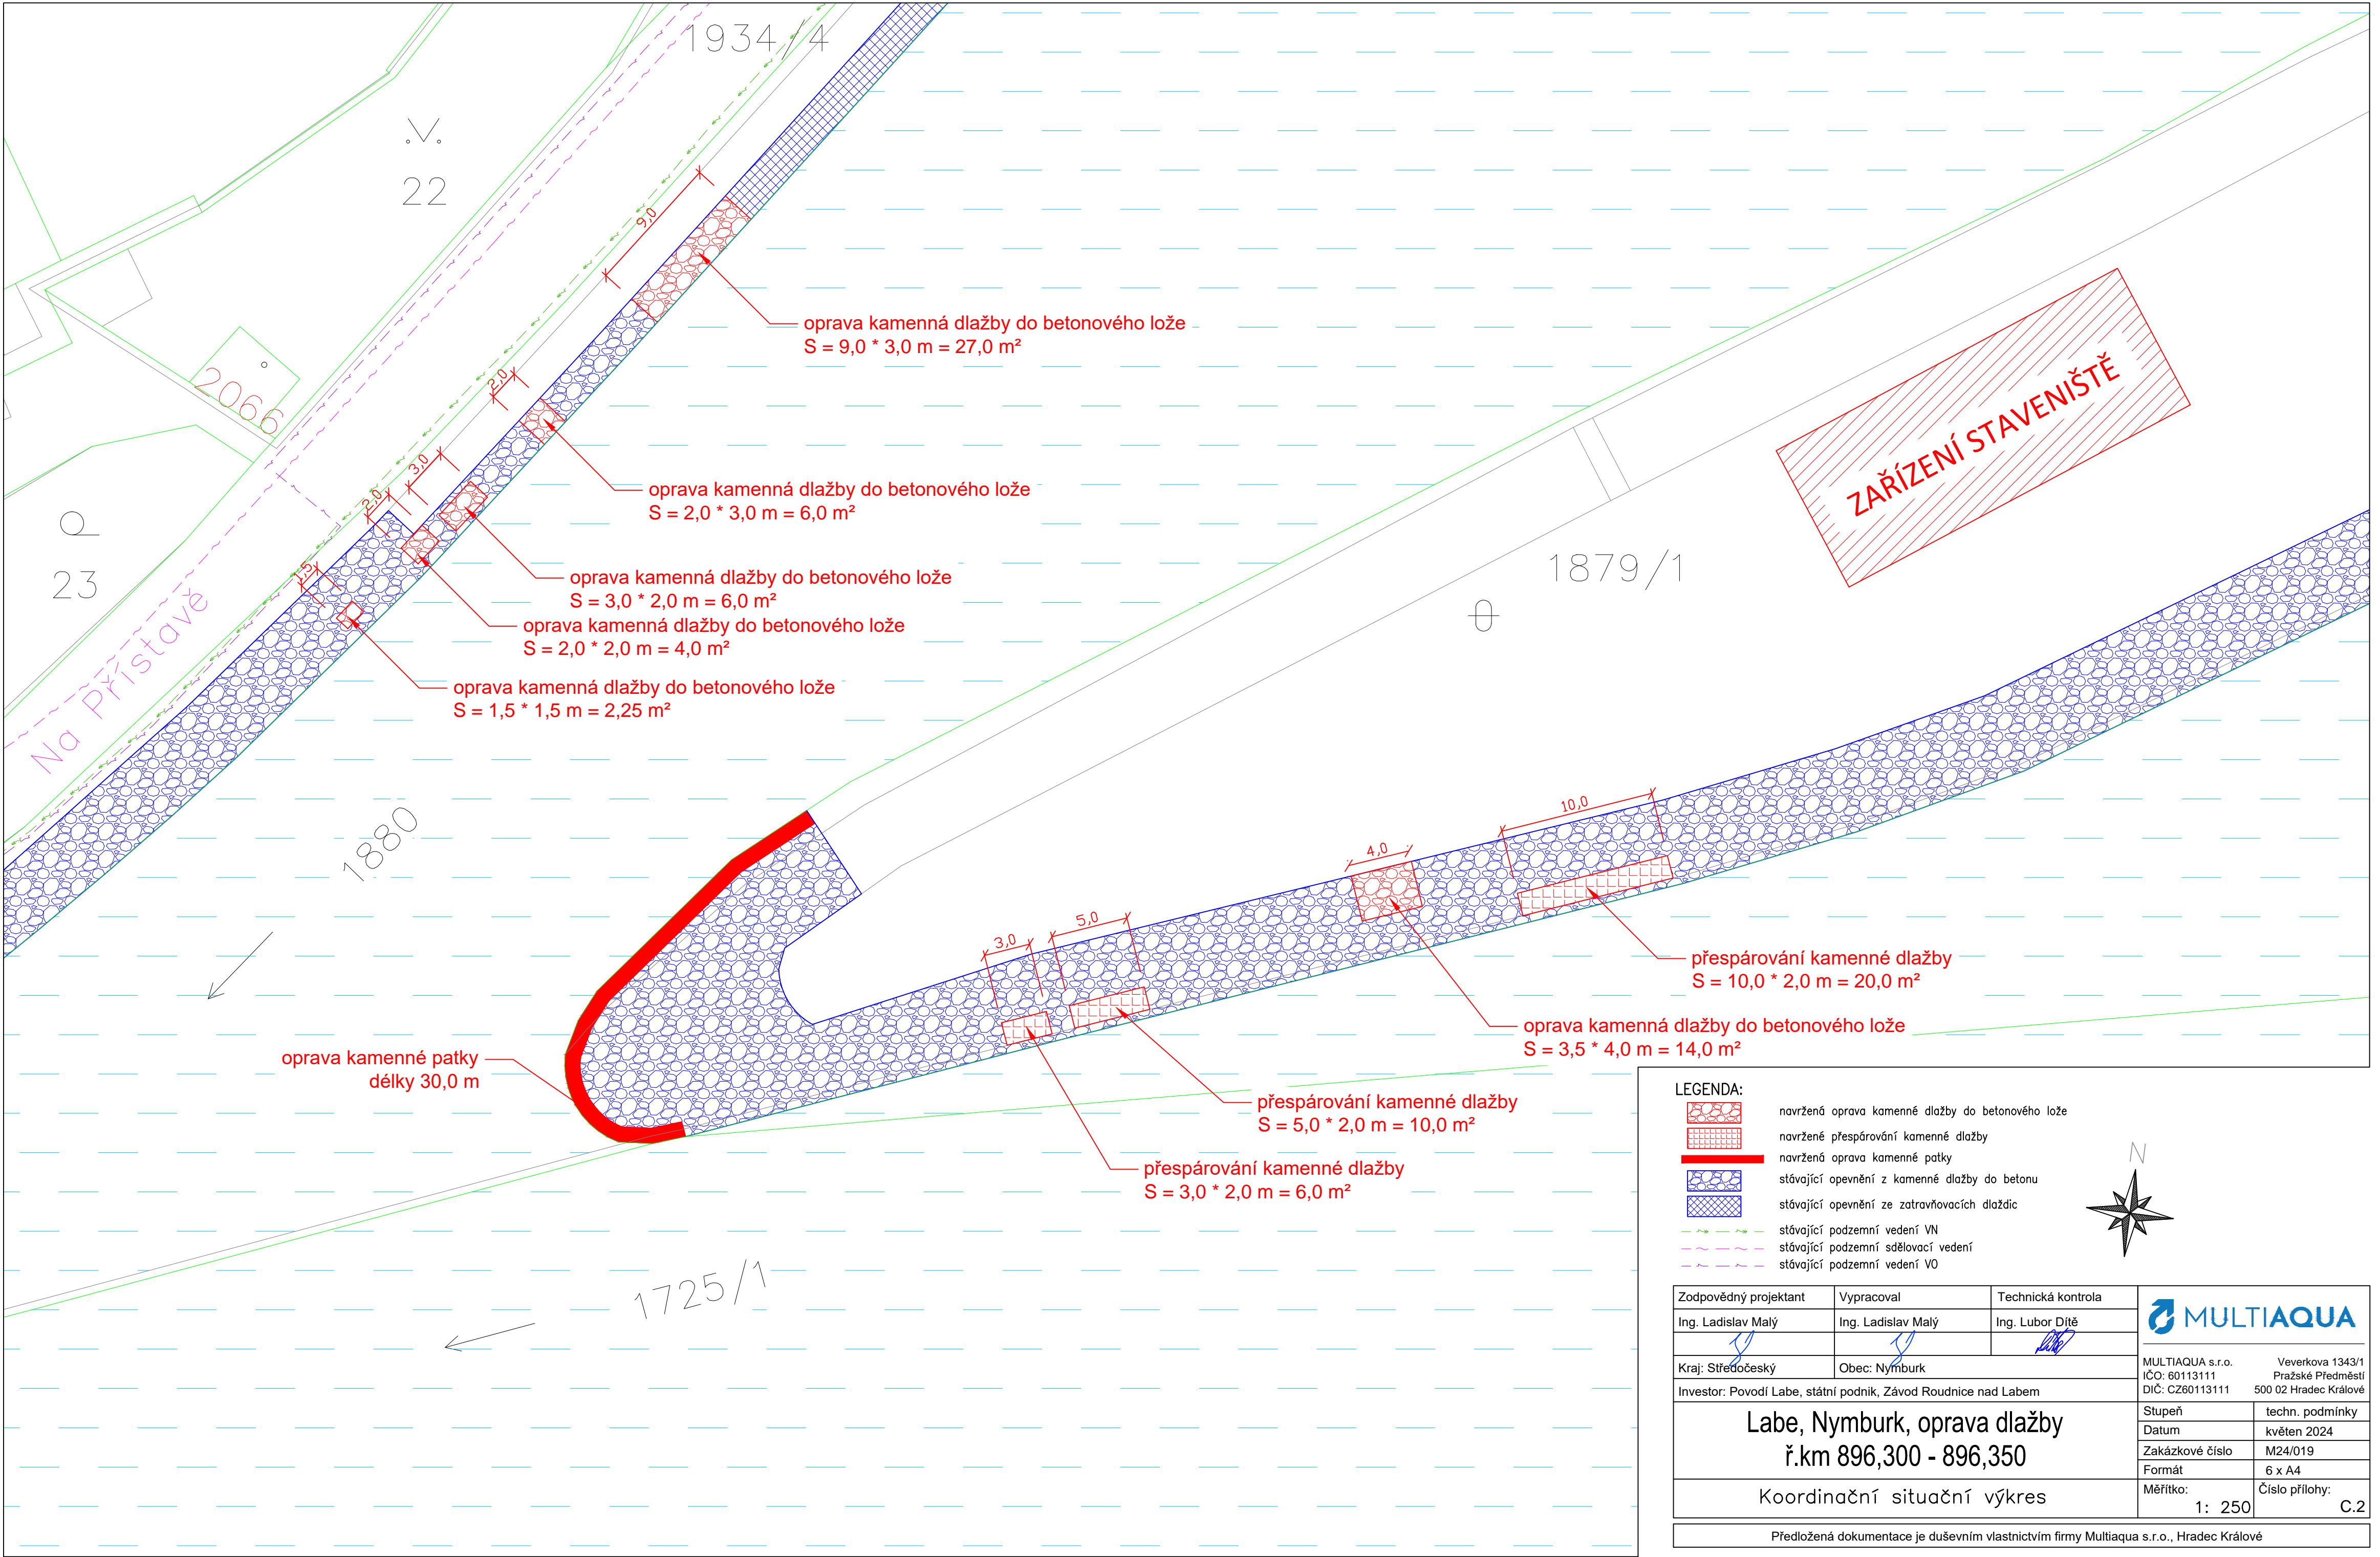 1934/4
22
9,0
oprava kamenná dlažby do betonového lože
S = 9,0 * 3,0 m = 27,0 m²
2066
2,0
3,0
oprava kamenná dlažby do betonového lože
S = 2,0 * 3,0 m = 6,0 m²
2,0
23
1,5
oprava kamenná dlažby do betonového lože
S = 3,0 * 2,0 m = 6,0 m²
oprava kamenná dlažby do betonového lože
S = 2,0 * 2,0 m = 4,0 m²
oprava kamenná dlažby do betonového lože
S = 1,5 * 1,5 m = 2,25 m²
Na Přístavě
ZAŘÍZENÍ STAVENIŠTĚ
1879/1
1880
10,0
4,0
5,0
3,0
přespárování kamenné dlažby
S = 10,0 * 2,0 m = 20,0 m²
oprava kamenná dlažby do betonového lože
S = 3,5 * 4,0 m = 14,0 m²
oprava kamenné patky
délky 30,0 m
přespárování kamenné dlažby
S = 5,0 * 2,0 m = 10,0 m²
přespárování kamenné dlažby
S = 3,0 * 2,0 m = 6,0 m²
1725/1
LEGENDA:
navržená oprava kamenné dlažby do betonového lože
navržené přespárování kamenné dlažby
navržená oprava kamenné patky
stávající opevnění z kamenné dlažby do betonu
stávající opevnění ze zatravňovacích dlaždic
stávající podzemní vedení VN
stávající podzemní sdělovací vedení
stávající podzemní vedení VO
N
Zodpovědný projektant Vypracoval Technická kontrola
Ing. Ladislav Malý Ing. Ladislav Malý Ing. Lubor Dítě
Kraj: Středočeský Obec: Nymburk
Investor: Povodí Labe, státní podnik, Závod Roudnice nad Labem
Labe, Nymburk, oprava dlažby
ř.km 896,300 - 896,350
Koordinační situační výkres
MULTIAQUA
MULTIAQUA s.r.o. Veverkova 1343/1
IČO: 60113111 Pražské Předměstí
DIČ: CZ60113111 500 02 Hradec Králové
Stupeň techn. podmínky
Datum květen 2024
Zakázkové číslo M24/019
Formát 6 x A4
Měřítko: Číslo přílohy:
1: 250 C.2
Předložená dokumentace je duševním vlastnictvím firmy Multiaqua s.r.o., Hradec Králové